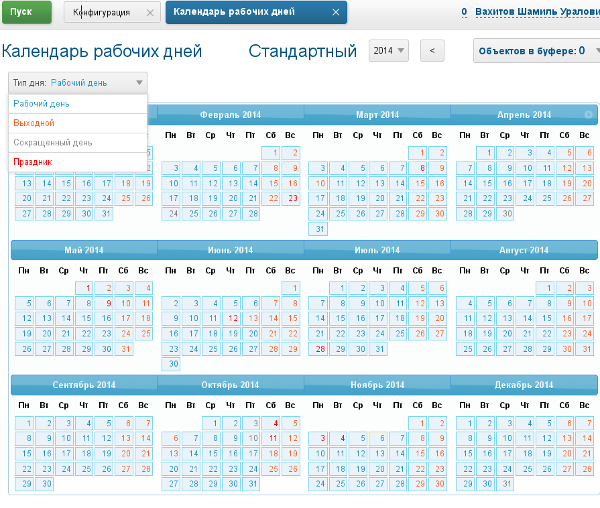 Пуск Конфигурация × Календарь рабочих дней × 0 Вахитов Шамиль Уралови
Календарь рабочих дней Стандартный 2014 < Объектов в буфере: 0
Тип дня: Рабочий день
Рабочий день
Выходной
Сокращенный день
Праздник
Февраль 2014 Март 2014 Апрель 2014
Пн Вт Ср Чт Пт Сб Вс Пн Вт Ср Чт Пт Сб Вс Пн Вт Ср Чт Пт Сб Вс
1 2 1 2 1 2 3 4 5 6
3 4 5 6 7 8 9 3 4 5 6 7 8 9 7 8 9 10 11 12 13
13 14 15 16 17 18 19 10 11 12 13 14 15 16 10 11 12 13 14 15 16 14 15 16 17 18 19 20
20 21 22 23 24 25 26 17 18 19 20 21 22 23 17 18 19 20 21 22 23 21 22 23 24 25 26 27
27 28 29 30 31 24 25 26 27 28 24 25 26 27 28 29 30 28 29 30
31
Май 2014 Июнь 2014 Июль 2014 Август 2014
Пн Вт Ср Чт Пт Сб Вс Пн Вт Ср Чт Пт Сб Вс Пн Вт Ср Чт Пт Сб Вс Пн Вт Ср Чт Пт Сб Вс
1 2 3 4 1 1 2 3 4 5 6 1 2 3
5 6 7 8 9 10 11 2 3 4 5 6 7 8 7 8 9 10 11 12 13 4 5 6 7 8 9 10
12 13 14 15 16 17 18 9 10 11 12 13 14 15 14 15 16 17 18 19 20 11 12 13 14 15 16 17
19 20 21 22 23 24 25 16 17 18 19 20 21 22 21 22 23 24 25 26 27 18 19 20 21 22 23 24
26 27 28 29 30 31 23 24 25 26 27 28 29 28 29 30 31 25 26 27 28 29 30 31
30
Сентябрь 2014 Октябрь 2014 Ноябрь 2014 Декабрь 2014
Пн Вт Ср Чт Пт Сб Вс Пн Вт Ср Чт Пт Сб Вс Пн Вт Ср Чт Пт Сб Вс Пн Вт Ср Чт Пт Сб Вс
1 2 3 4 5 6 7 1 2 3 4 5 1 2 1 2 3 4 5 6 7
8 9 10 11 12 13 14 6 7 8 9 10 11 12 3 4 5 6 7 8 9 8 9 10 11 12 13 14
15 16 17 18 19 20 21 13 14 15 16 17 18 19 10 11 12 13 14 15 16 15 16 17 18 19 20 21
22 23 24 25 26 27 28 20 21 22 23 24 25 26 17 18 19 20 21 22 23 22 23 24 25 26 27 28
29 30 27 28 29 30 31 24 25 26 27 28 29 30 29 30 31